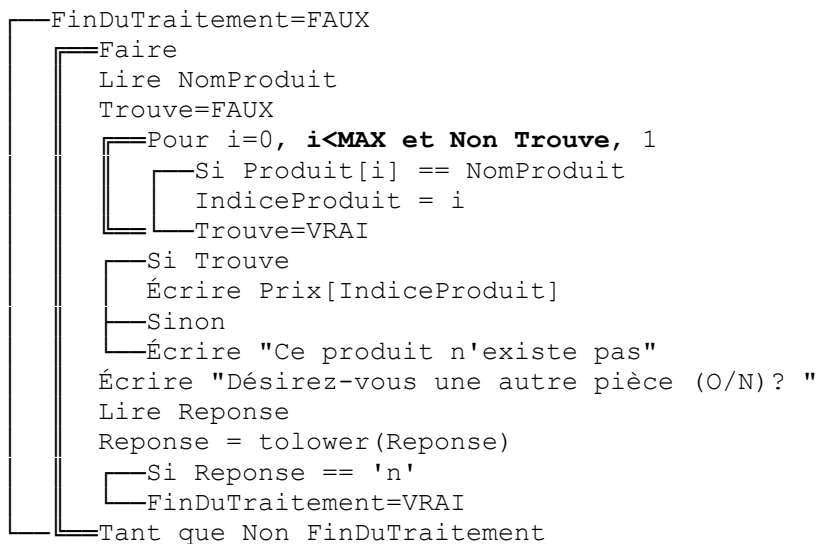 FinDuTraitement=FAUX
Faire
Lire NomProduit
Trouve=FAUX
Pour i=0, i<MAX et Non Trouve, 1
Si Produit[i] == NomProduit
IndiceProduit = i
Trouve=VRAI
Si Trouve
Écrire Prix[IndiceProduit]
Sinon
Écrire "Ce produit n'existe pas"
Écrire "Désirez-vous une autre pièce (O/N)? "
Lire Reponse
Reponse = tolower(Reponse)
Si Reponse == 'n'
FinDuTraitement=VRAI
Tant que Non FinDuTraitement